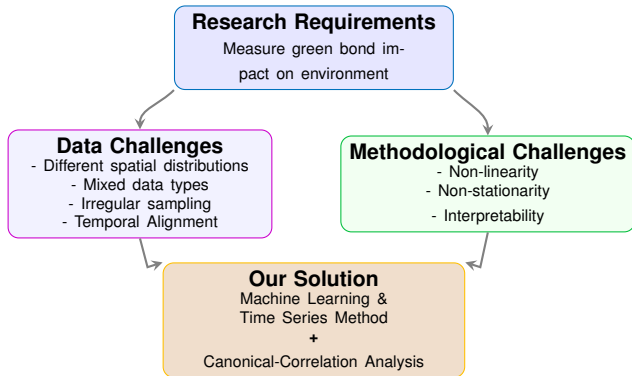 Research Requirements
Measure green bond im-
pact on environment
Data Challenges
- Different spatial distributions
- Mixed data types
- Irregular sampling
- Temporal Alignment
Methodological Challenges
- Non-linearity
- Non-stationarity
- Interpretability
Our Solution
Machine Learning &
Time Series Method
+
Canonical-Correlation Analysis